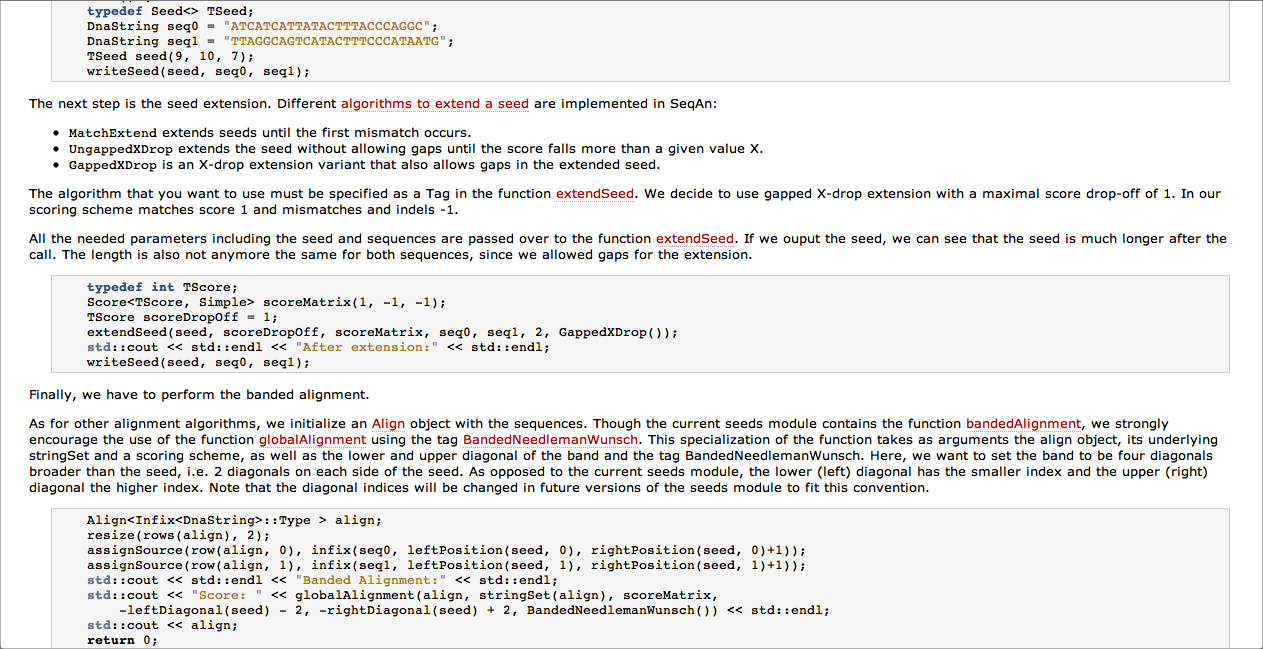 typedef Seed<> TSeed;
DnaString seq0 = "ATCATCATTATACTTTACCCAGGC";
DnaString seq1 = "TTAGGCAGTCATACTTTCCCATAATG";
TSeed seed(9, 10, 7);
writeSeed(seed, seq0, seq1);
The next step is the seed extension. Different algorithms to extend a seed are implemented in SeqAn:
• MatchExtend extends seeds until the first mismatch occurs.
• UngappedXDrop extends the seed without allowing gaps until the score falls more than a given value X.
• GappedXDrop is an X-drop extension variant that also allows gaps in the extended seed.
The algorithm that you want to use must be specified as a Tag in the function extendSeed. We decide to use gapped X-drop extension with a maximal score drop-off of 1. In our
scoring scheme matches score 1 and mismatches and indels -1.
All the needed parameters including the seed and sequences are passed over to the function extendSeed. If we ouput the seed, we can see that the seed is much longer after the
call. The length is also not anymore the same for both sequences, since we allowed gaps for the extension.
typedef int TScore;
Score<TScore, Simple> scoreMatrix(1, -1, -1);
TScore scoreDropOff = 1;
extendSeed(seed, scoreDropOff, scoreMatrix, seq0, seq1, 2, GappedXDrop());
std::cout << std::endl << "After extension:" << std::endl;
writeSeed(seed, seq0, seq1);
Finally, we have to perform the banded alignment.
As for other alignment algorithms, we initialize an Align object with the sequences. Though the current seeds module contains the function bandedAlignment, we strongly
encourage the use of the function globalAlignment using the tag BandedNeedlemanWunsch. This specialization of the function takes as arguments the align object, its underlying
stringSet and a scoring scheme, as well as the lower and upper diagonal of the band and the tag BandedNeedlemanWunsch. Here, we want to set the band to be four diagonals
broader than the seed, i.e. 2 diagonals on each side of the seed. As opposed to the current seeds module, the lower (left) diagonal has the smaller index and the upper (right)
diagonal the higher index. Note that the diagonal indices will be changed in future versions of the seeds module to fit this convention.
Align<Infix<DnaString>::Type > align;
resize(rows(align), 2);
assignSource(row(align, 0), infix(seq0, leftPosition(seed, 0), rightPosition(seed, 0)+1));
assignSource(row(align, 1), infix(seq1, leftPosition(seed, 1), rightPosition(seed, 1)+1));
std::cout << std::endl << "Banded Alignment:" << std::endl;
std::cout << "Score: " << globalAlignment(align, stringSet(align), scoreMatrix,
-leftDiagonal(seed) - 2, -rightDiagonal(seed) + 2, BandedNeedlemanWunsch()) << std::endl;
std::cout << align;
return 0;